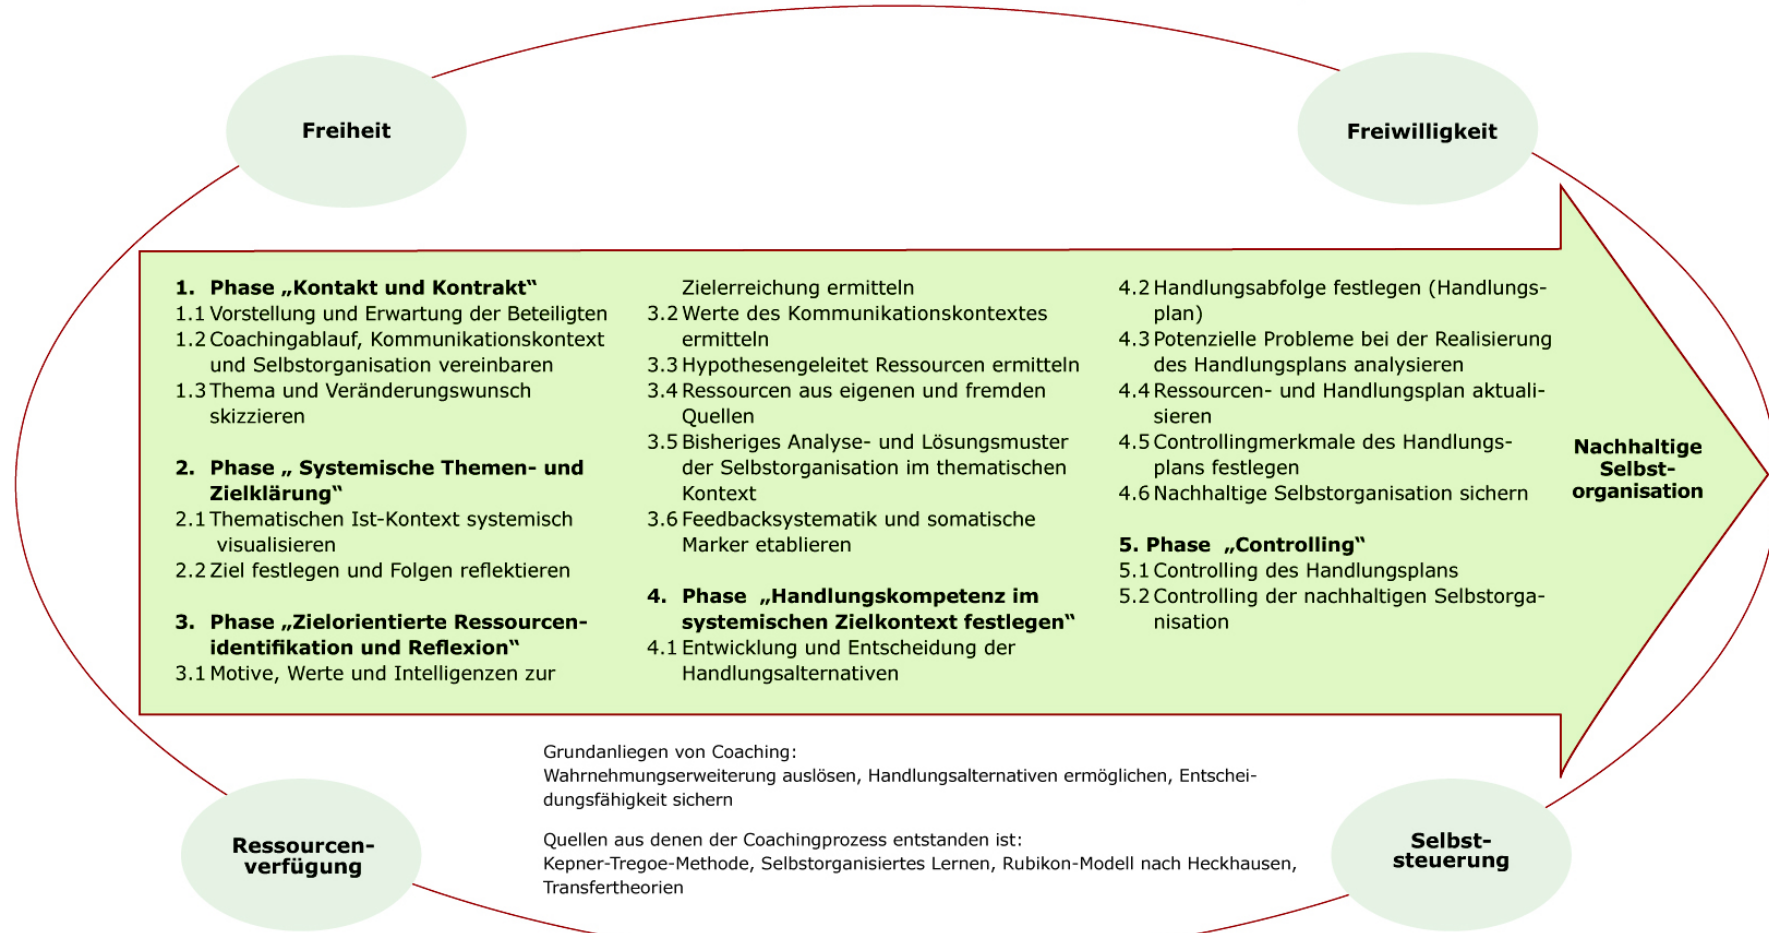 Freiheit
Freiwilligkeit
1. Phase „Kontakt und Kontrakt“
1.1 Vorstellung und Erwartung der Beteiligten
1.2 Coachingablauf, Kommunikationskontext
und Selbstorganisation vereinbaren
1.3 Thema und Veränderungswunsch
skizzieren
2. Phase „ Systemische Themen- und
Zielklärung“
2.1 Thematischen Ist-Kontext systemisch
visualisieren
2.2 Ziel festlegen und Folgen reflektieren
3. Phase „Zielorientierte Ressourcen-
identifikation und Reflexion“
3.1 Motive, Werte und Intelligenzen zur
Zielerreichung ermitteln
3.2 Werte des Kommunikationskontextes
ermitteln
3.3 Hypothesengeleitet Ressourcen ermitteln
3.4 Ressourcen aus eigenen und fremden
Quellen
3.5 Bisheriges Analyse- und Lösungsmuster
der Selbstorganisation im thematischen
Kontext
3.6 Feedbacksystematik und somatische
Marker etablieren
4. Phase „Handlungskompetenz im
systemischen Zielkontext festlegen“
4.1 Entwicklung und Entscheidung der
Handlungsalternativen
4.2 Handlungsabfolge festlegen (Handlungs-
plan)
4.3 Potenzielle Probleme bei der Realisierung
des Handlungsplans analysieren
4.4 Ressourcen- und Handlungsplan aktuali-
sieren
4.5 Controllingmerkmale des Handlungs-
plans festlegen
4.6 Nachhaltige Selbstorganisation sichern
5. Phase „Controlling“
5.1 Controlling des Handlungsplans
5.2 Controlling der nachhaltigen Selbstorga-
nisation
Nachhaltige
Selbst-
organisation
Grundanliegen von Coaching:
Wahrnehmungserweiterung auslösen, Handlungsalternativen ermöglichen, Entschei-
dungsfähigkeit sichern
Quellen aus denen der Coachingprozess entstanden ist:
Kepner-Tregoe-Methode, Selbstorganisiertes Lernen, Rubikon-Modell nach Heckhausen,
Transfertheorien
Ressourcen-
verfügung
Selbst-
steuerung